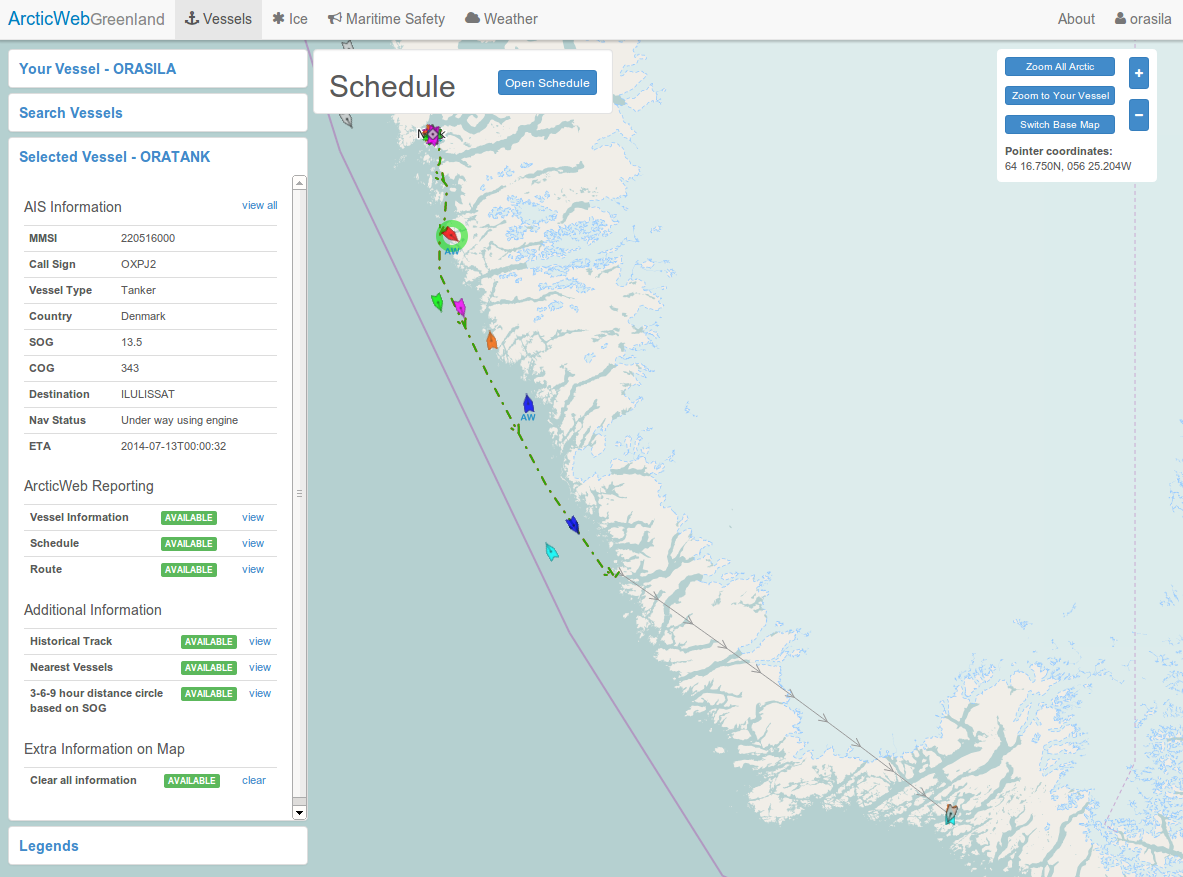 ArcticWebGreenland Vessels Ice Maritime Safety Weather About orasila
Your Vessel - ORASILA
Search Vessels
Selected Vessel - ORATANK
AIS Information view all
MMSI 220516000
Call Sign OXPJ2
Vessel Type Tanker
Country Denmark
SOG 13.5
COG 343
Destination ILULISSAT
Nav Status Under way using engine
ETA 2014-07-13T00:00:32
ArcticWeb Reporting
Vessel Information AVAILABLE view
Schedule AVAILABLE view
Route AVAILABLE view
Additional Information
Historical Track AVAILABLE view
Nearest Vessels AVAILABLE view
3-6-9 hour distance circle AVAILABLE view
based on SOG
Extra Information on Map
Clear all information AVAILABLE clear
Legends
Schedule Open Schedule
AW
AW
Zoom All Arctic +
Zoom to Your Vessel
Switch Base Map −
Pointer coordinates:
64 16.750N, 056 25.204W